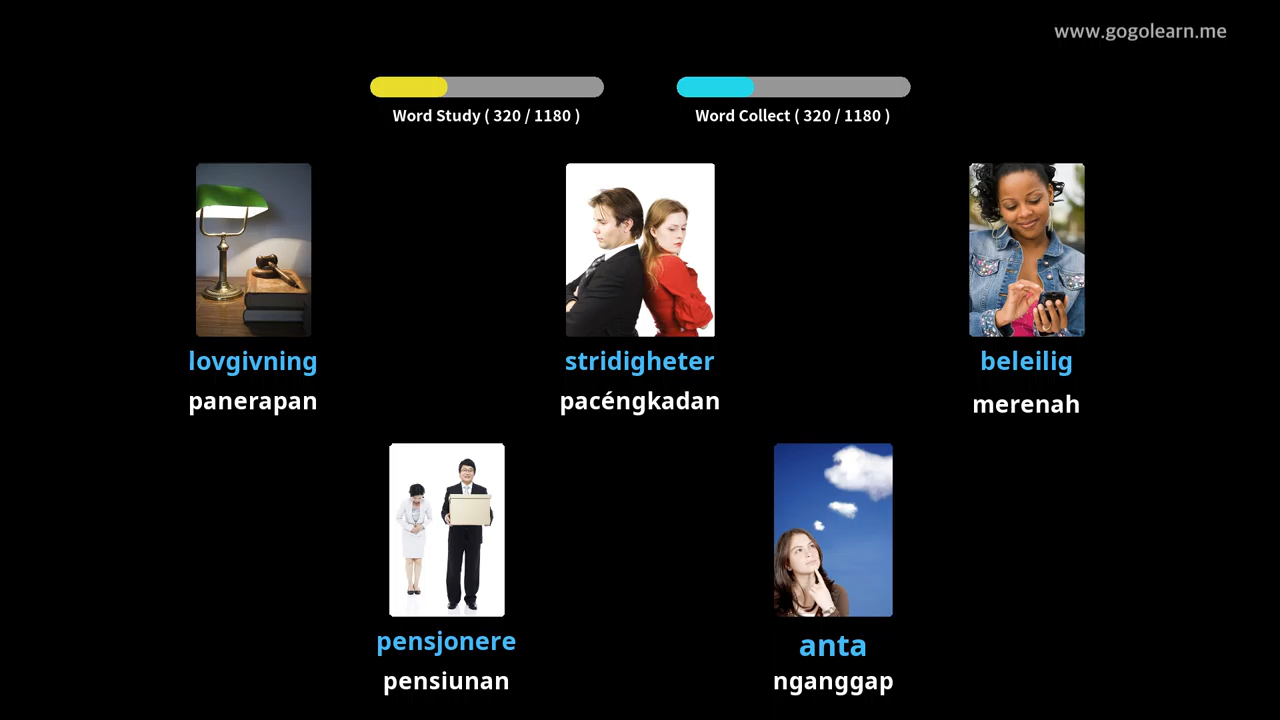 www.gogolearn.me
Word Study ( 320 / 1180 )
Word Collect ( 320 / 1180 )
lovgivning
panerapan
stridigheter
pacéngkadan
beleilig
merenah
pensjonere
pensiunan
anta
nganggap